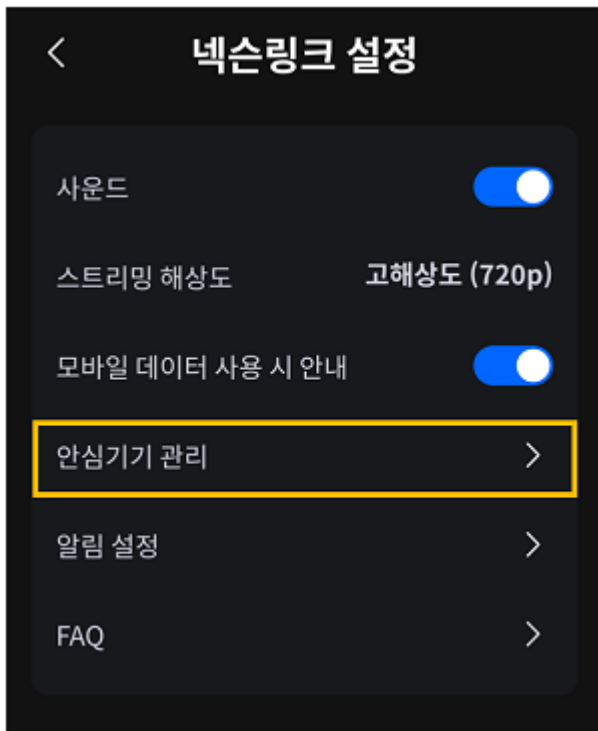 넥슨링크 설정
사운드
스트리밍 해상도 고해상도 (720p)
모바일 데이터 사용 시 안내
안심기기 관리
알림 설정
FAQ